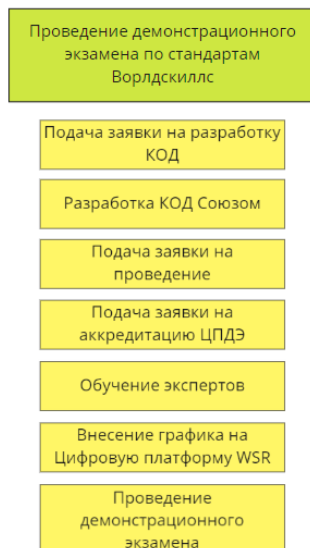 Проведение демонстрационного
экзамена по стандартам
Ворлдскиллс
Подача заявки на разработку
КОД
Разработка КОД Союзом
Подача заявки на
проведение
Подача заявки на
аккредитацию ЦПДЭ
Обучение экспертов
Внесение графика на
Цифровую платформу WSR
Проведение
демонстрационного
экзамена